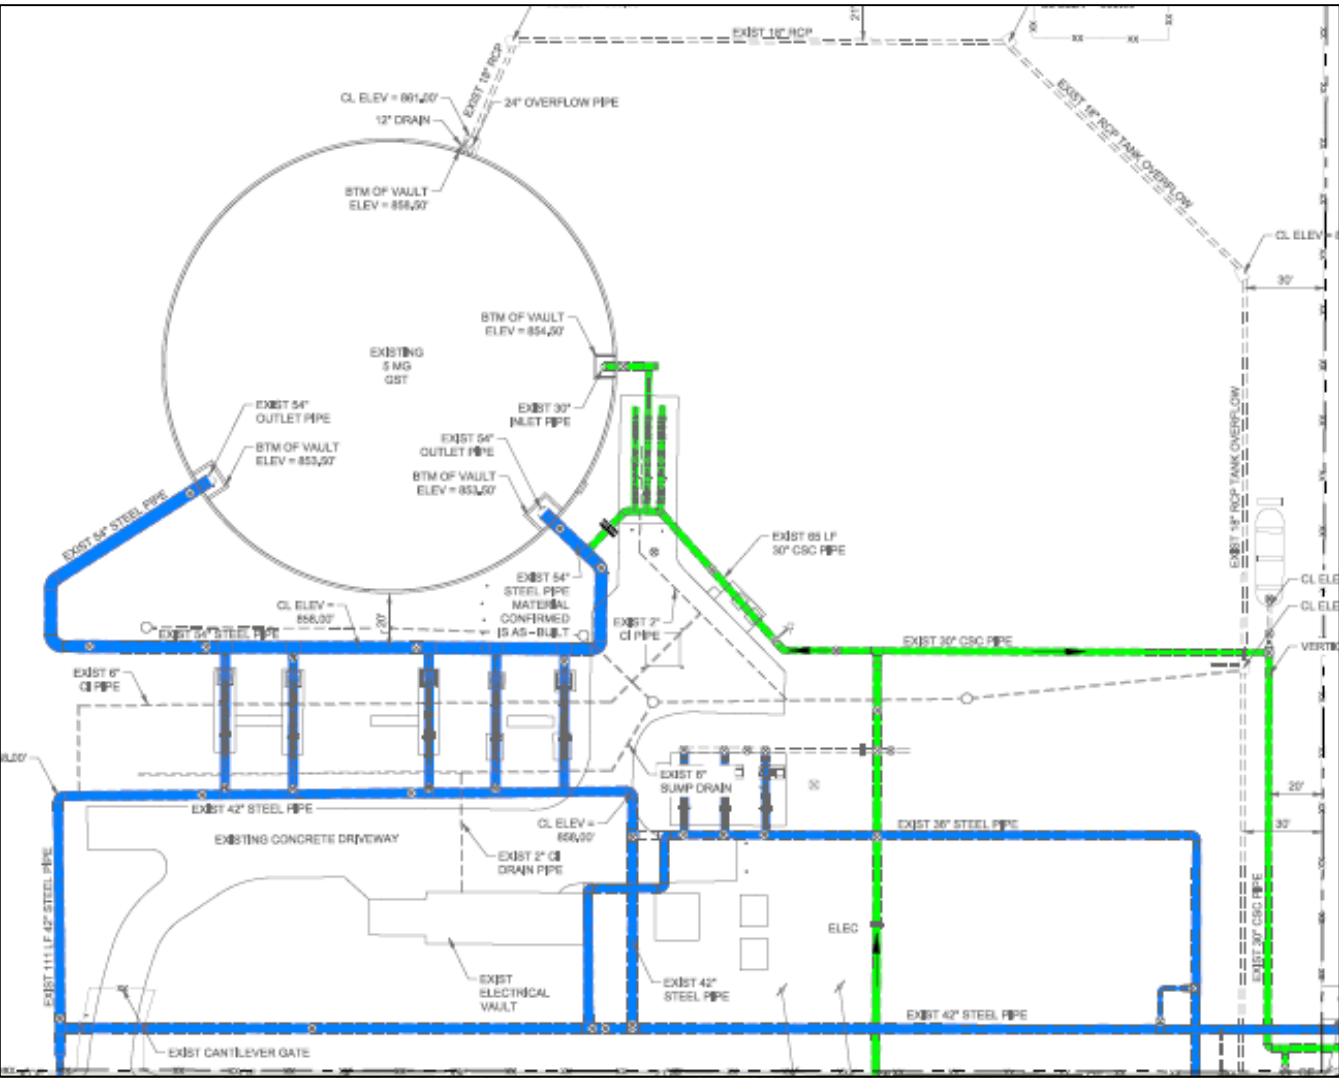 21'
EXIST 18" RCP
EXIST 18" RCP
CL ELEV = 861.00'
24" OVERFLOW PIPE
12" DRAIN
EXIST 18" RCP TANK OVERFLOW
BTM OF VAULT
ELEV = 858.50'
CL ELEV =
30'
BTM OF VAULT
ELEV = 854.50'
EXISTING
5 MG
GST
EXIST 54"
OUTLET PIPE
EXIST 30"
INLET PIPE
EXIST 54"
OUTLET PIPE
BTM OF VAULT
ELEV = 853.50'
BTM OF VAULT
ELEV = 853.50'
EXIST 18" RCP TANK OVERFLOW
EXIST 54" STEEL PIPE
EXIST 65 LF
30" CSC PIPE
EXIST 54"
STEEL PIPE
MATERIAL
CONFIRMED
IS AS-BUILT
CL ELEV =
858.00'
20'
EXIST 54" STEEL PIPE
EXIST 2"
CI PIPE
CL ELE
CL ELE
EXIST 30" CSC PIPE
VERTI
EXIST 6"
CI PIPE
EXIST 6"
SUMP DRAIN
20'
EXIST 42" STEEL PIPE
CL ELEV =
858.00'
EXIST 36" STEEL PIPE
30'
EXISTING CONCRETE DRIVEWAY
EXIST 2" CI
DRAIN PIPE
EXIST 111 LF 42" STEEL PIPE
EXIST 30" CSC PIPE
ELEC
EXIST
ELECTRICAL
VAULT
EXIST 42"
STEEL PIPE
EXIST 42" STEEL PIPE
EXIST CANTILEVER GATE